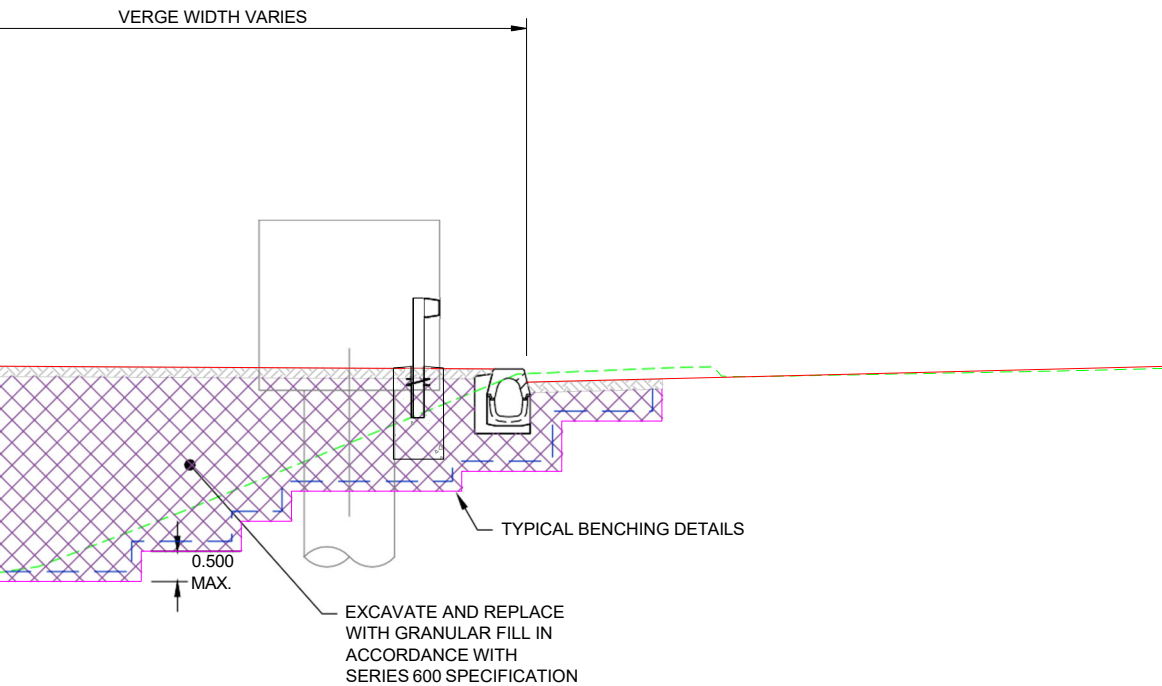 VERGE WIDTH VARIES
TYPICAL BENCHING DETAILS
0.500
MAX.
EXCAVATE AND REPLACE
WITH GRANULAR FILL IN
ACCORDANCE WITH
SERIES 600 SPECIFICATION